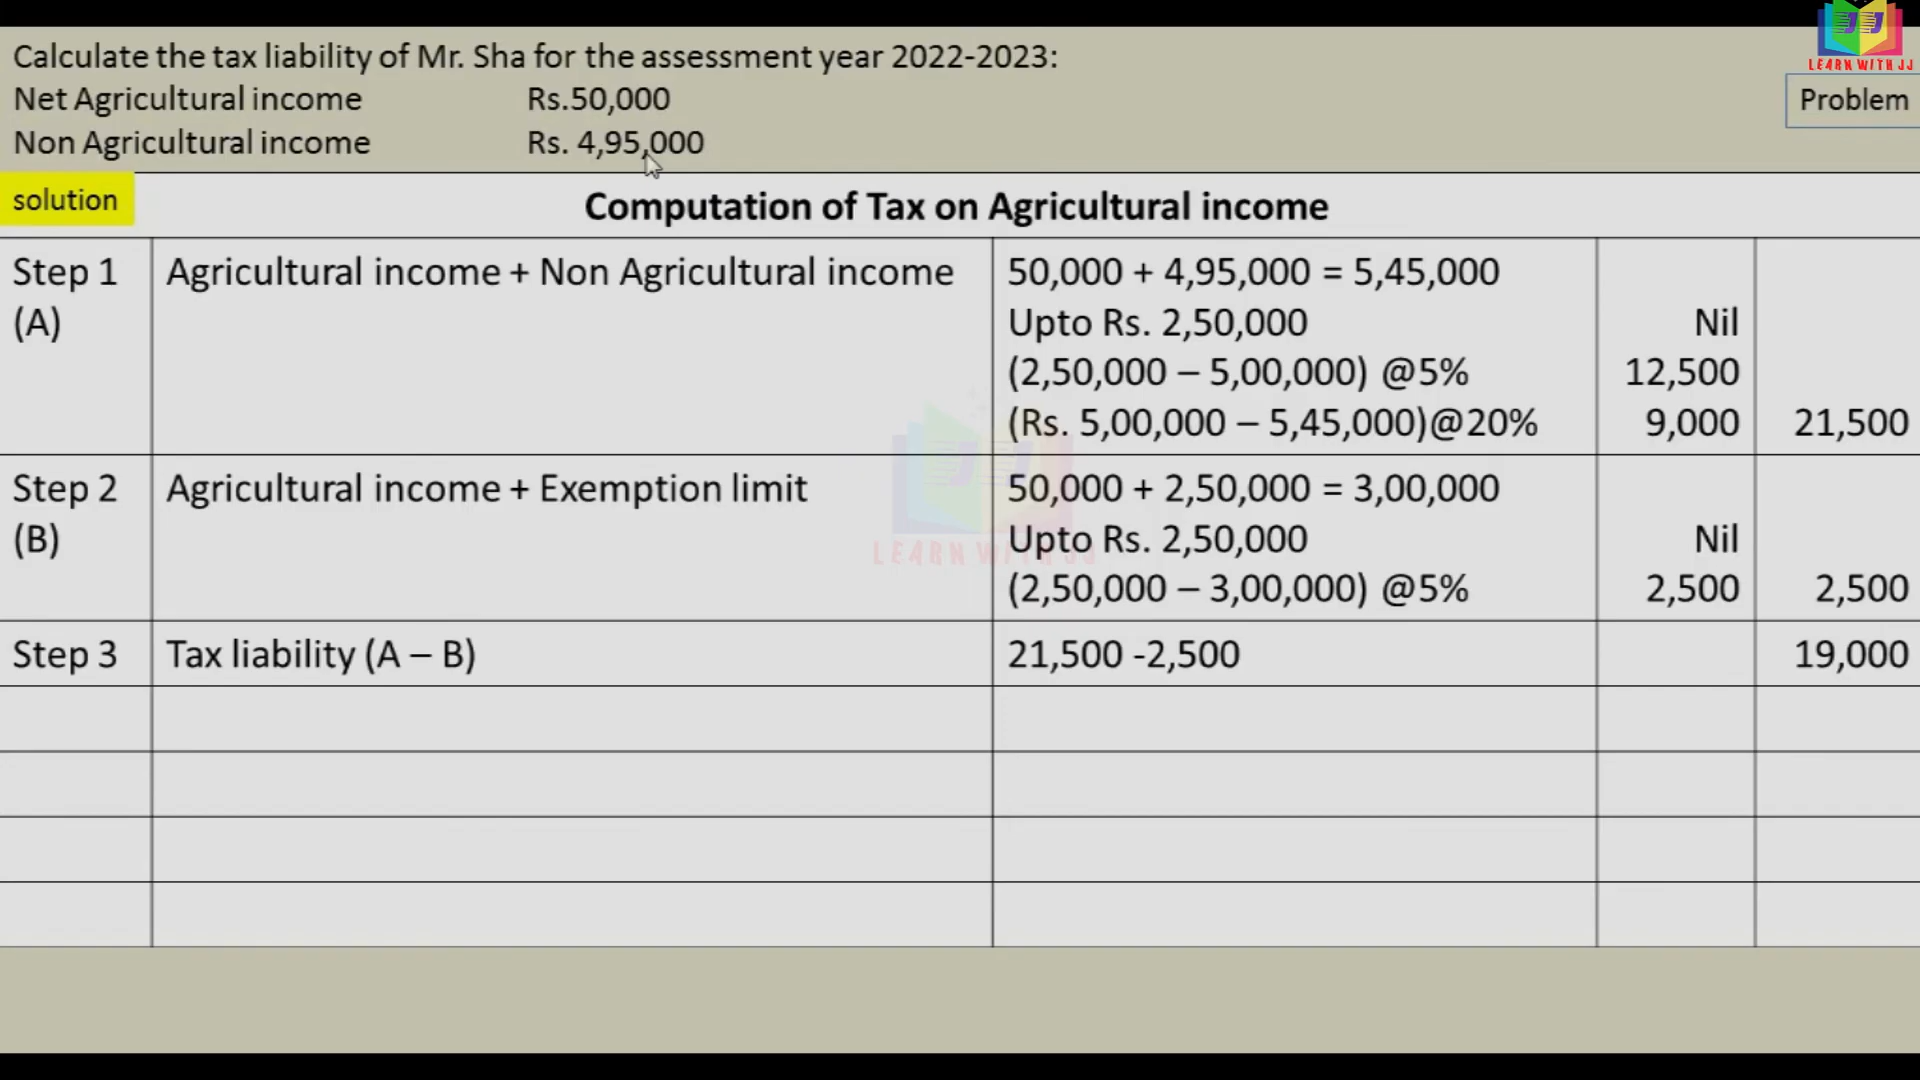 LEARN WITH JJ
Calculate the tax liability of Mr. Sha for the assessment year 2022-2023:
Net Agricultural income Rs.50,000
Problem
Non Agricultural income Rs. 4,95,000
solution
Computation of Tax on Agricultural income
Step 1 Agricultural income + Non Agricultural income 50,000 + 4,95,000 = 5,45,000
(A) Upto Rs. 2,50,000 Nil
(2,50,000 – 5,00,000) @5% 12,500
(Rs. 5,00,000 – 5,45,000)@20% 9,000 21,500
Step 2 Agricultural income + Exemption limit 50,000 + 2,50,000 = 3,00,000
(B) Upto Rs. 2,50,000 Nil
LEARN WITH JJ
(2,50,000 – 3,00,000) @5% 2,500 2,500
Step 3 Tax liability (A – B) 21,500 -2,500 19,000